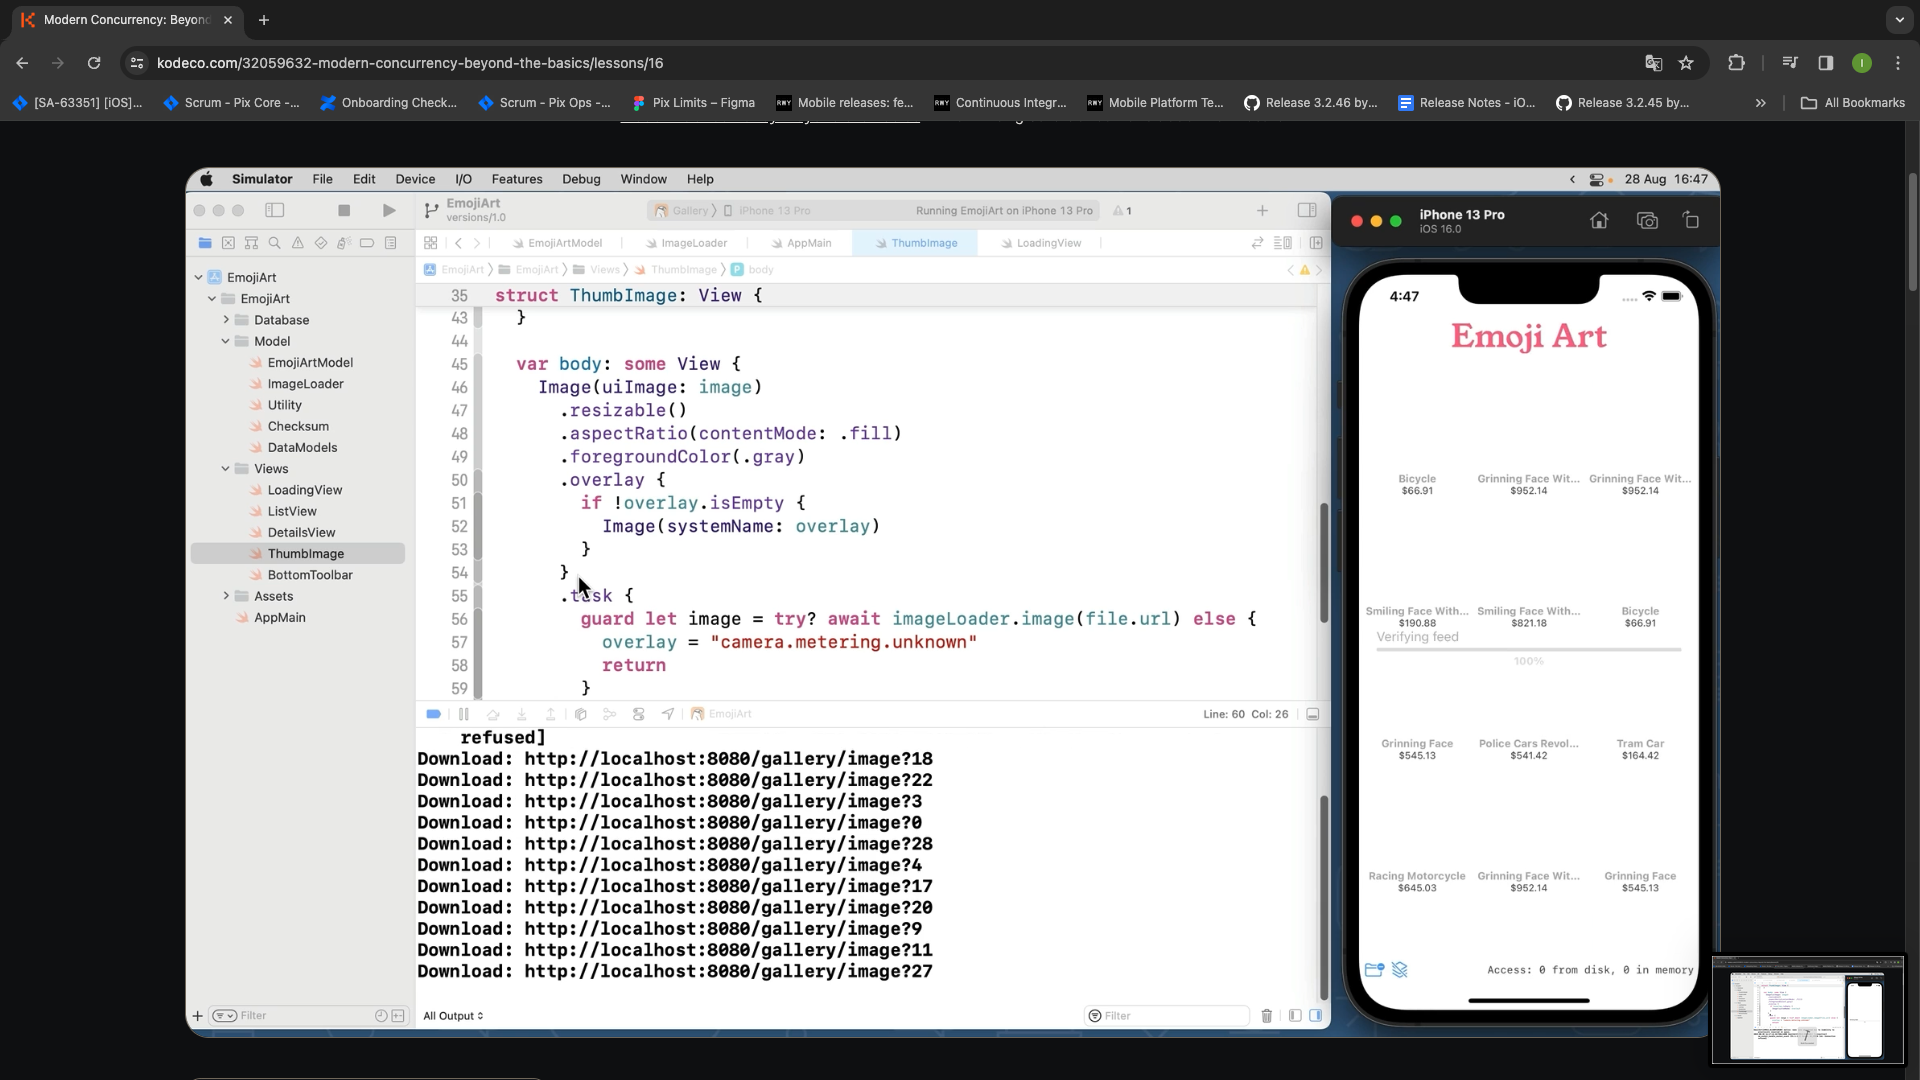 Modern Concurrency: Beyon
kodeco.com/32059632-modern-concurrency-beyond-the-basics/lessons/16
[SA-63351] [iOS]...
Scrum - Pix Core -...
Onboarding Check...
Scrum - Pix Ops -...
Pix Limits – Figma
Mobile releases: fe...
Continuous Integr...
Mobile Platform Te...
Release 3.2.46 by...
Release Notes - iO...
Release 3.2.45 by...
All Bookmarks
Simulator File Edit Device I/O Features Debug Window Help
28 Aug 16:47
EmojiArt
versions/1.0
Gallery
iPhone 13 Pro
Running EmojiArt on iPhone 13 Pro
1
EmojiArtModel
ImageLoader
AppMain
ThumbImage
LoadingView
EmojiArt
EmojiArt
Views
ThumbImage
P body
EmojiArt
EmojiArt
Database
Model
EmojiArtModel
ImageLoader
Utility
Checksum
DataModels
Views
LoadingView
ListView
DetailsView
ThumbImage
BottomToolbar
Assets
AppMain
Filter
35 struct ThumbImage: View {
43 }
44
45 var body: some View {
46 Image(uiImage: image)
47 .resizable()
48 .aspectRatio(contentMode: .fill)
49 .foregroundColor(.gray)
50 .overlay {
51 if !overlay.isEmpty {
52 Image(systemName: overlay)
53 }
54 }
55 .task {
56 guard let image = try? await imageLoader.image(file.url) else {
57 overlay = "camera.metering.unknown"
58 return
59 }
EmojiArt
Line: 60 Col: 26
refused]
Download: http://localhost:8080/gallery/image?18
Download: http://localhost:8080/gallery/image?22
Download: http://localhost:8080/gallery/image?3
Download: http://localhost:8080/gallery/image?0
Download: http://localhost:8080/gallery/image?28
Download: http://localhost:8080/gallery/image?4
Download: http://localhost:8080/gallery/image?17
Download: http://localhost:8080/gallery/image?20
Download: http://localhost:8080/gallery/image?9
Download: http://localhost:8080/gallery/image?11
Download: http://localhost:8080/gallery/image?27
All Output
Filter
iPhone 13 Pro
iOS 16.0
4:47
Emoji Art
Bicycle
$66.91
Grinning Face Wit...
$952.14
Grinning Face Wit...
$952.14
Smiling Face With...
$190.88
Smiling Face With...
$821.18
Bicycle
$66.91
Verifying feed
100%
Grinning Face
$545.13
Police Cars Revol...
$541.42
Tram Car
$164.42
Racing Motorcycle
$645.03
Grinning Face Wit...
$952.14
Grinning Face
$545.13
Access: 0 from disk, 0 in memory